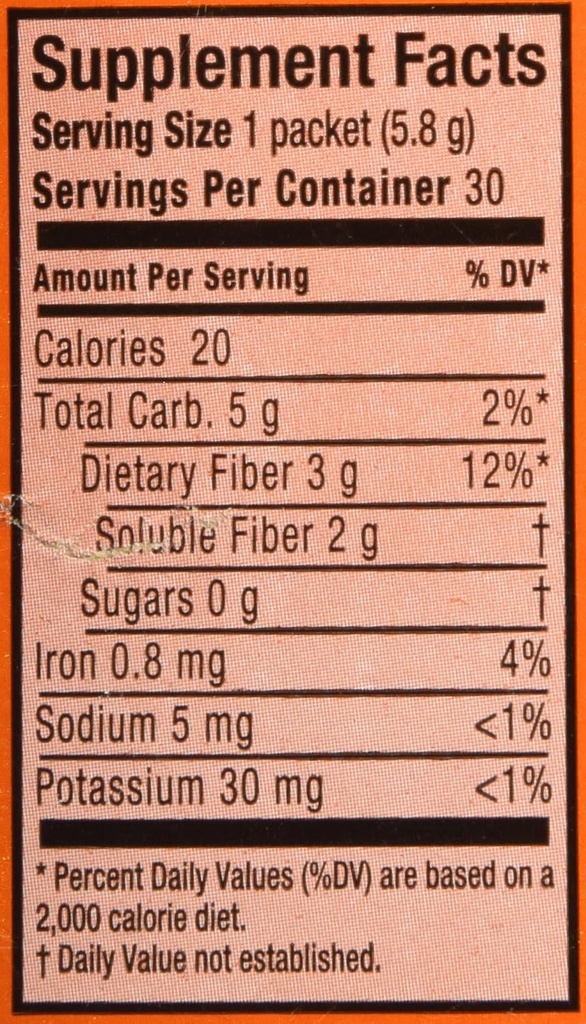 Supplement Facts
Serving Size 1 packet (5.8 g)
Servings Per Container 30
Amount Per Serving % DV*
Calories 20
Total Carb. 5 g 2%*
Dietary Fiber 3 g 12%*
Soluble Fiber 2 g †
Sugars 0 g †
Iron 0.8 mg 4%
Sodium 5 mg <1%
Potassium 30 mg <1%
* Percent Daily Values (%DV) are based on a
2,000 calorie diet.
† Daily Value not established.